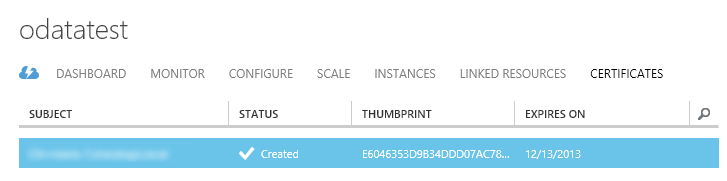 odatatest
DASHBOARD MONITOR CONFIGURE SCALE INSTANCES LINKED RESOURCES CERTIFICATES
SUBJECT STATUS THUMBPRINT EXPIRES ON
Created E6046353D9B34DDD07AC78... 12/13/2013